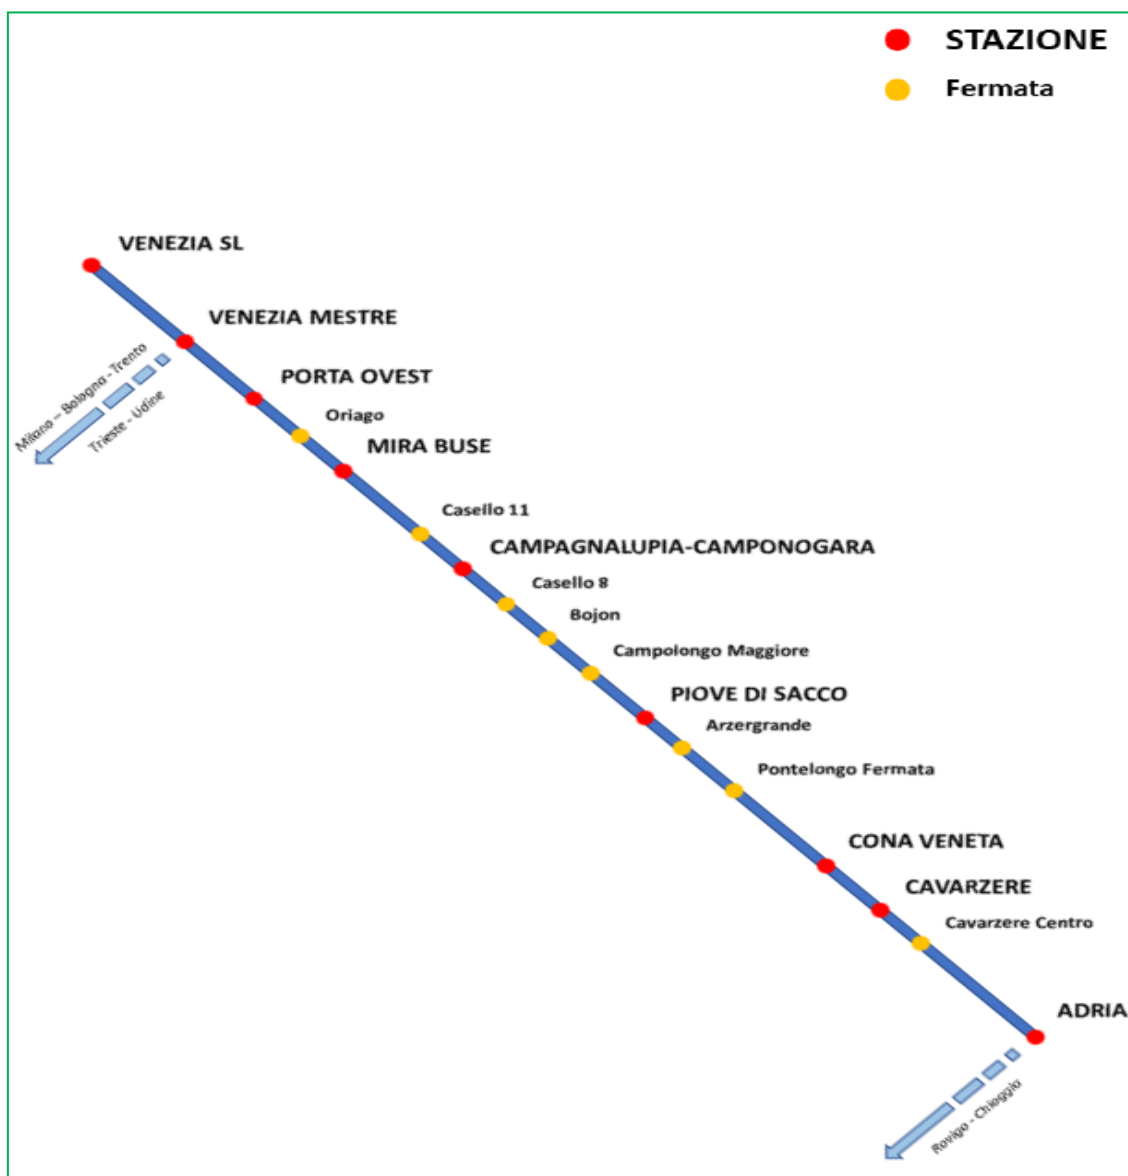 STAZIONE
Fermata
VENEZIA SL
VENEZIA MESTRE
Milano – Bologna - Trento
Trieste - Udine
PORTA OVEST
Oriago
MIRA BUSE
Casello 11
CAMPAGNALUPIA-CAMPONOGARA
Casello 8
Bojon
Campolongo Maggiore
PIOVE DI SACCO
Arzergrande
Pontelongo Fermata
CONA VENETA
CAVARZERE
Cavarzere Centro
ADRIA
Rovigo - Chioggia